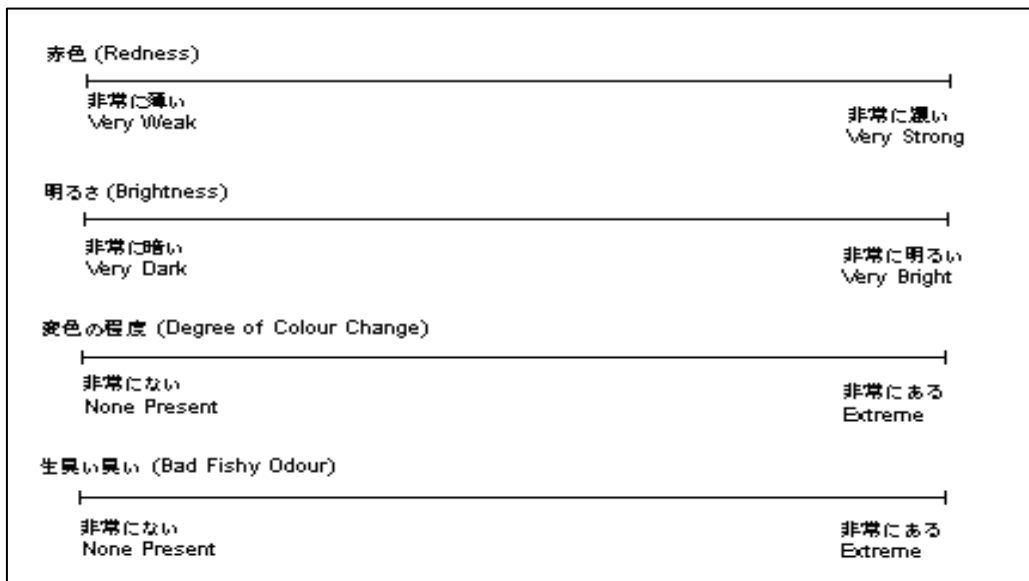 赤色 (Redness)
非常に薄い
Very Weak
非常に濃い
Very Strong
明るさ (Brightness)
非常に暗い
Very Dark
非常に明るい
Very Bright
変色の程度 (Degree of Colour Change)
非常にない
None Present
非常にある
Extreme
生臭い臭い (Bad Fishy Odour)
非常にない
None Present
非常にある
Extreme